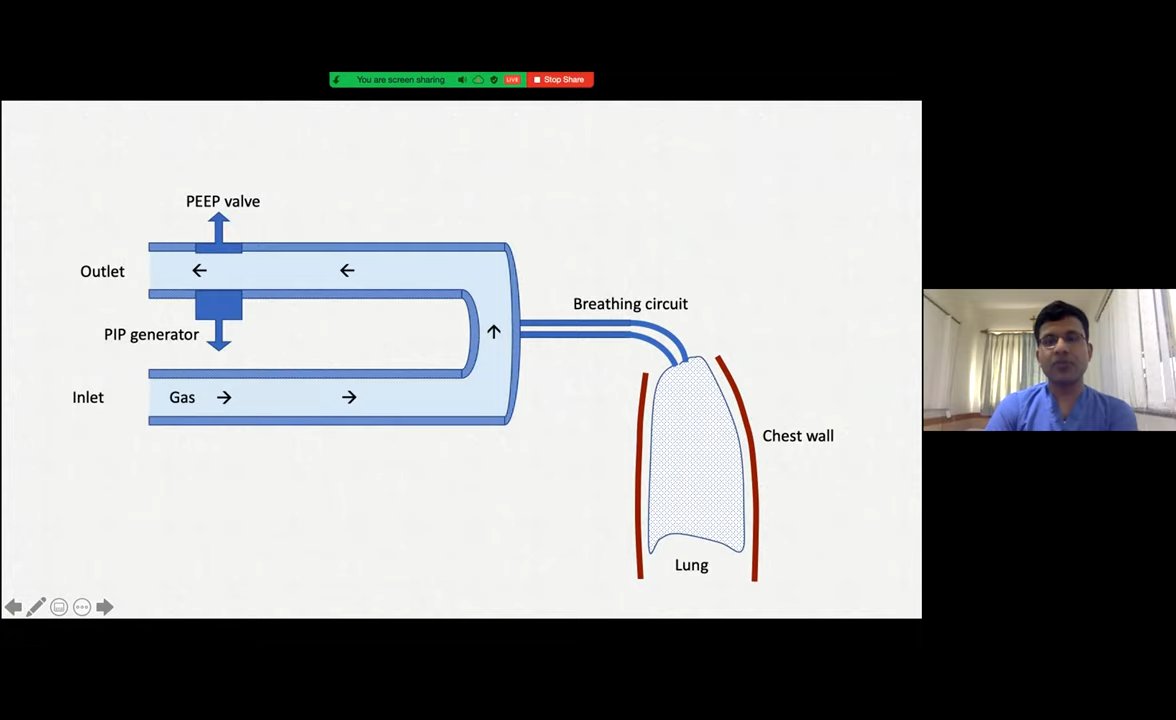 You are screen sharing
LIVE
Stop Share
PEEP valve
Outlet
Breathing circuit
PIP generator
Inlet
Gas
Chest wall
Lung